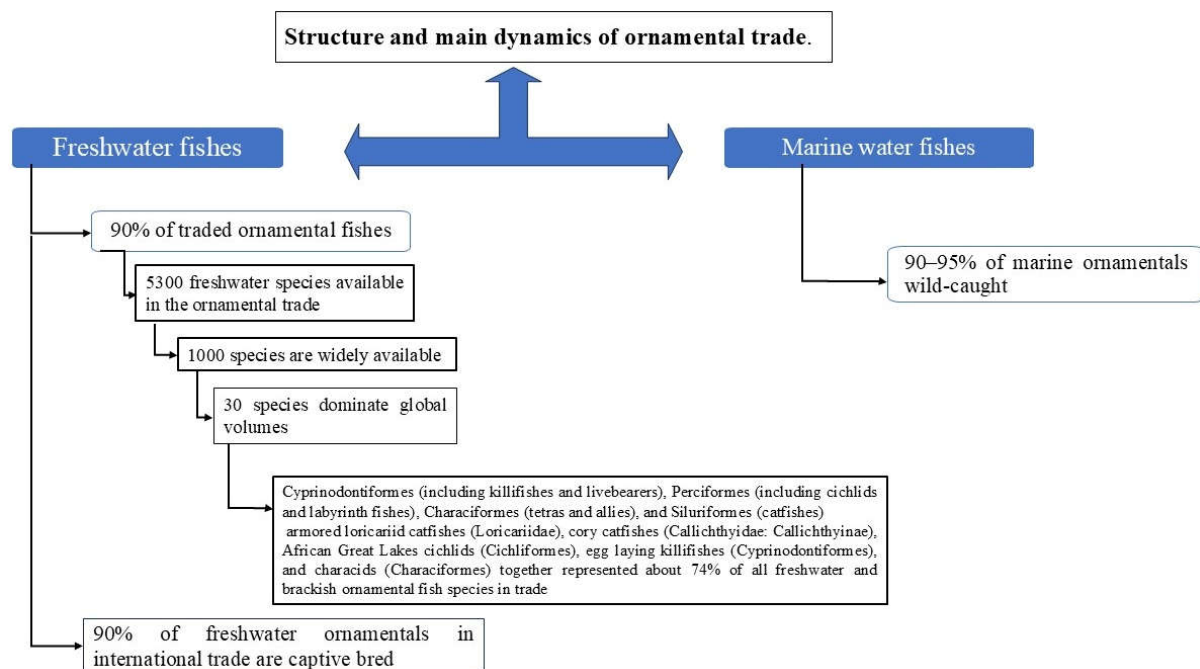 Structure and main dynamics of ornamental trade.
Freshwater fishes
Marine water fishes
90% of traded ornamental fishes
5300 freshwater species available
in the ornamental trade
1000 species are widely available
30 species dominate global
volumes
Cyprinodontiformes (including killifishes and livebearers), Perciformes (including cichlids
and labyrinth fishes), Characiformes (tetras and allies), and Siluriformes (catfishes)
armored loricariid catfishes (Loricariidae), cory catfishes (Callichthyidae: Callichthyinae),
African Great Lakes cichlids (Cichliformes), egg laying killifishes (Cyprinodontiformes),
and characids (Characiformes) together represented about 74% of all freshwater and
brackish ornamental fish species in trade
90% of freshwater ornamentals in
international trade are captive bred
90–95% of marine ornamentals
wild-caught